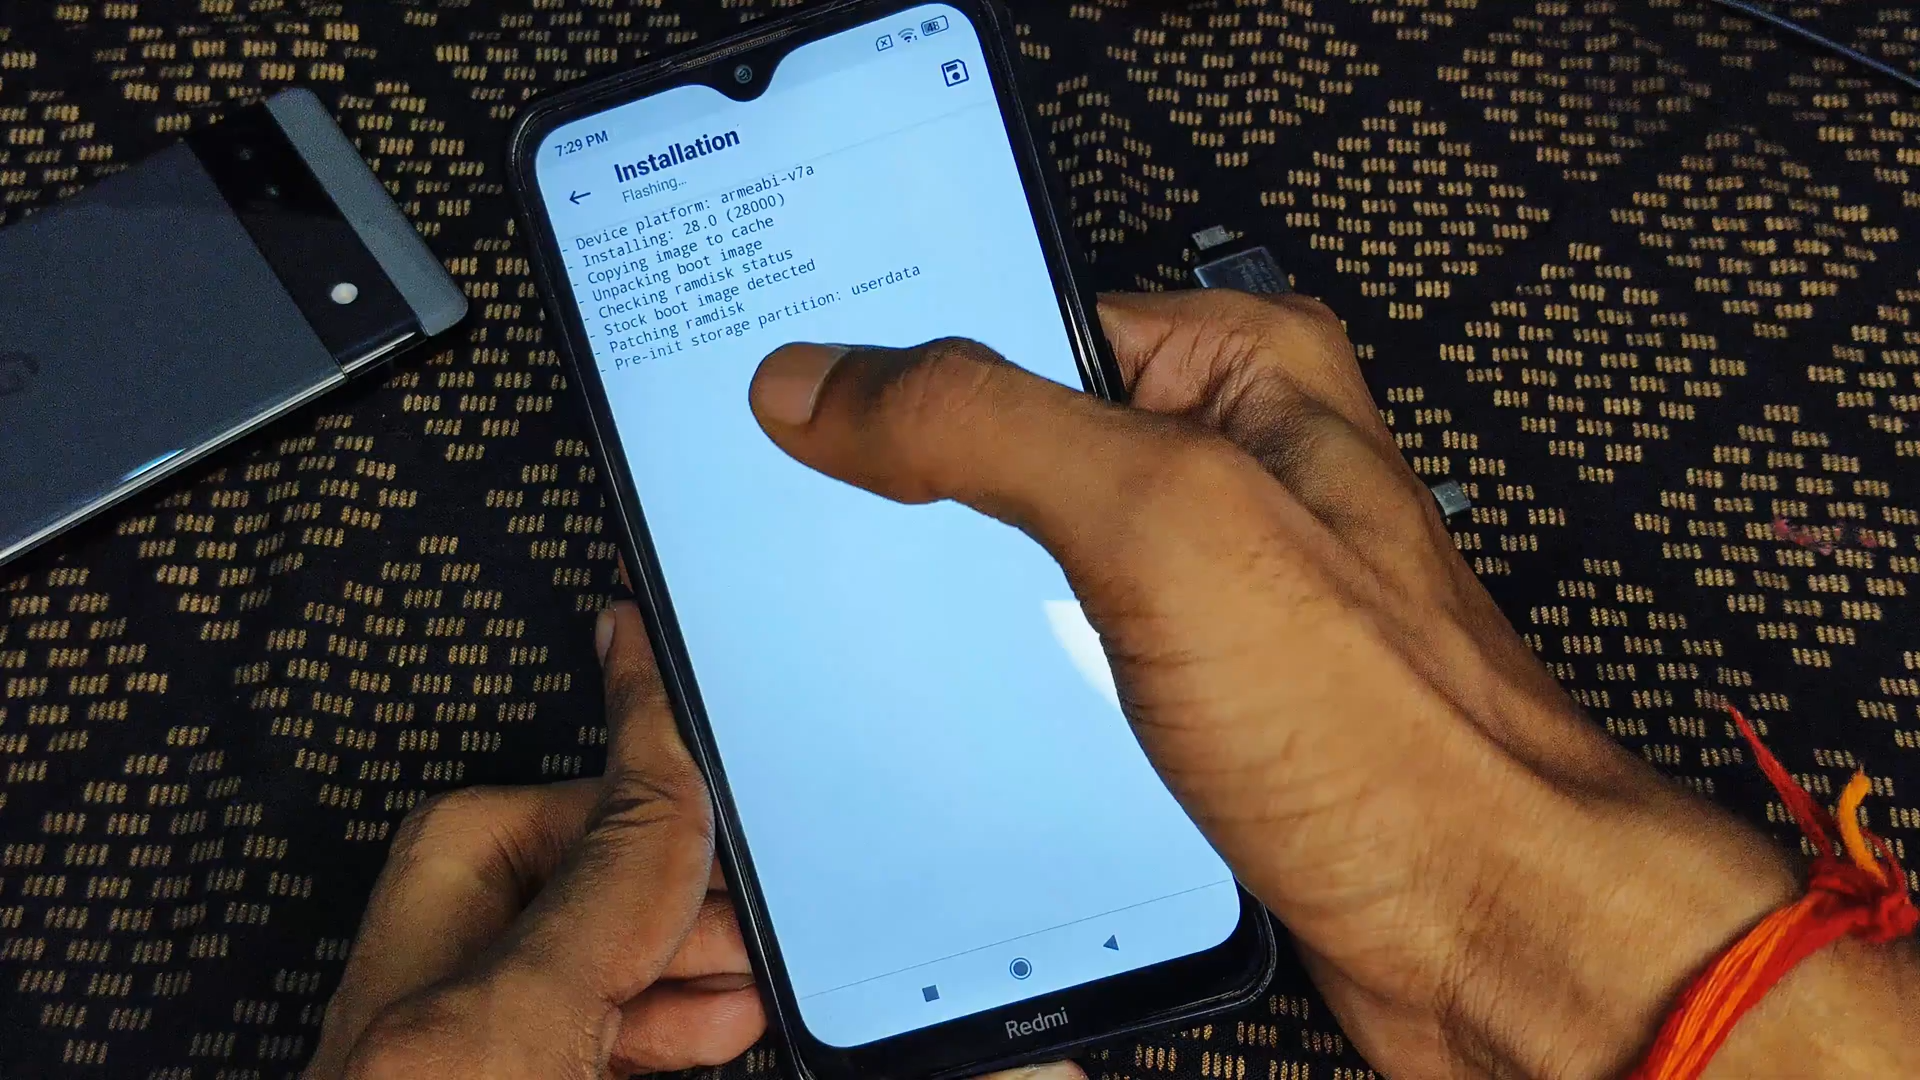 7:29 PM
Installation
Flashing...
- Device platform: armeabi-v7a
- Installing: 28.0 (28000)
- Copying image to cache
- Unpacking boot image
- Checking ramdisk status
- Stock boot image detected
- Patching ramdisk
- Pre-init storage partition: userdata
Redmi